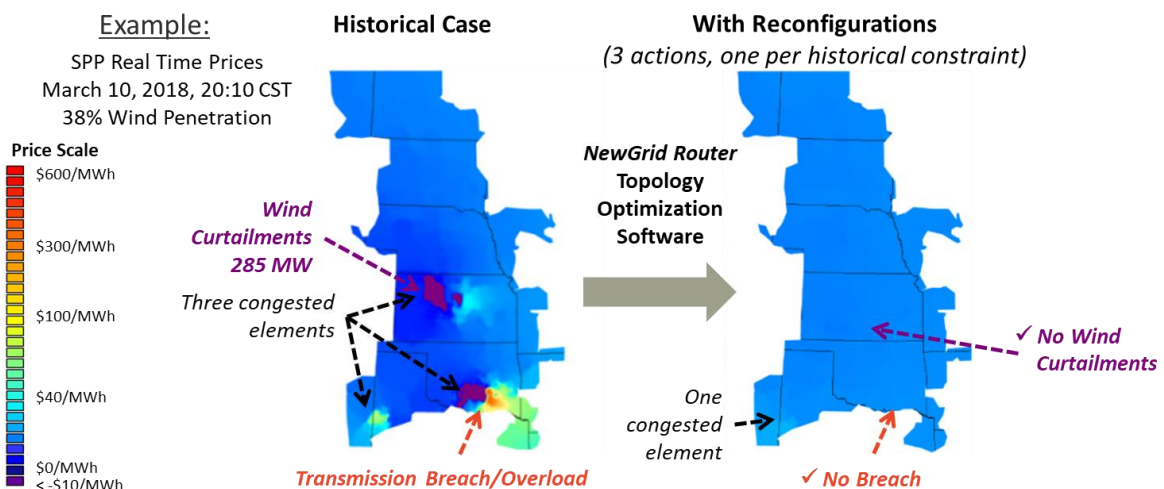 Example:
SPP Real Time Prices
March 10, 2018, 20:10 CST
38% Wind Penetration
Price Scale
$600/MWh
$300/MWh
$100/MWh
$40/MWh
$0/MWh
< -$10/MWh
Historical Case
Wind
Curtailments
285 MW
Three congested
elements
Transmission Breach/Overload
NewGrid Router
Topology
Optimization
Software
With Reconfigurations
(3 actions, one per historical constraint)
✓ No Wind
Curtailments
One
congested
element
✓ No Breach